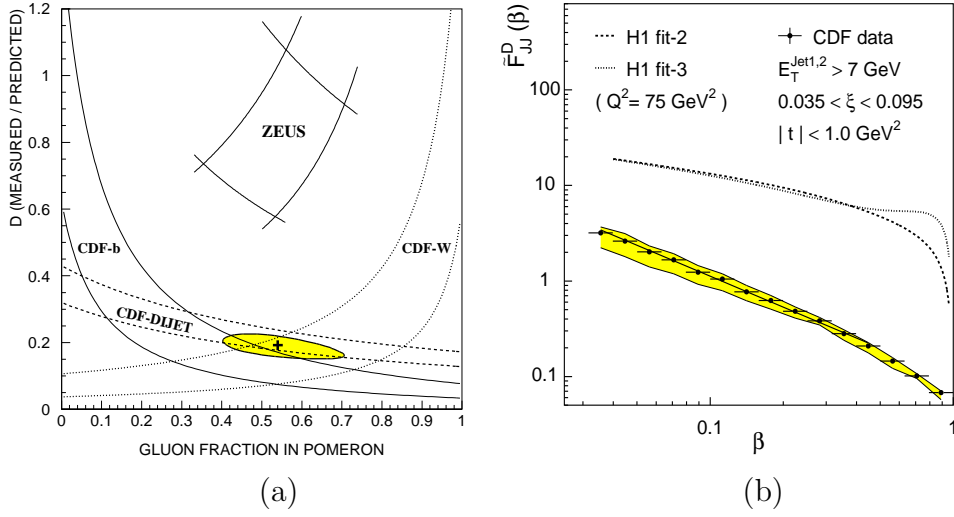 D (MEASURED / PREDICTED)
1.2
1
0.8
0.6
0.4
0.2
0
ZEUS
CDF-b
CDF-W
CDF-DIJET
0 0.1 0.2 0.3 0.4 0.5 0.6 0.7 0.8 0.9 1
GLUON FRACTION IN POMERON
(a)
F̃ᴰ_JJ (β)
100
10
1
0.1
H1 fit-2
H1 fit-3
( Q²= 75 GeV² )
CDF data
E_T^Jet1,2 > 7 GeV
0.035 < ξ < 0.095
| t | < 1.0 GeV²
0.1 1
β
(b)